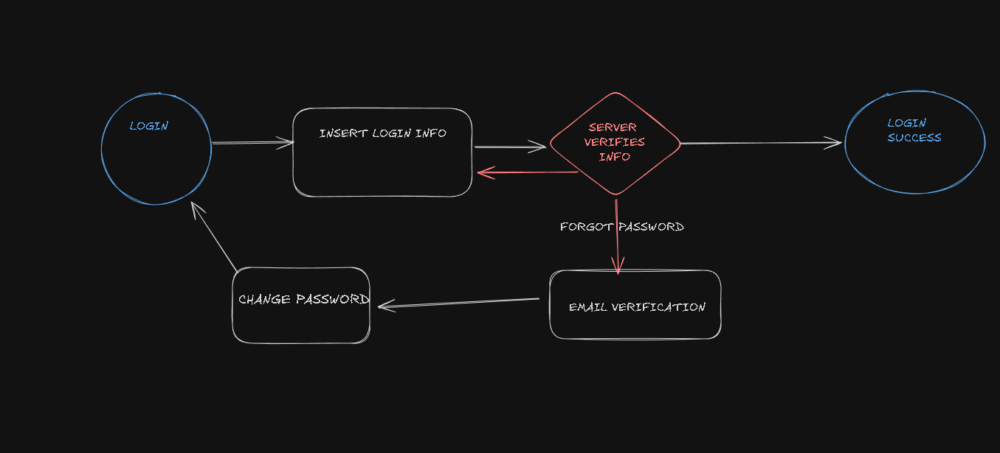 LOGIN
INSERT LOGIN INFO
SERVER
VERIFIES
INFO
LOGIN
SUCCESS
FORGOT PASSWORD
CHANGE PASSWORD
EMAIL VERIFICATION